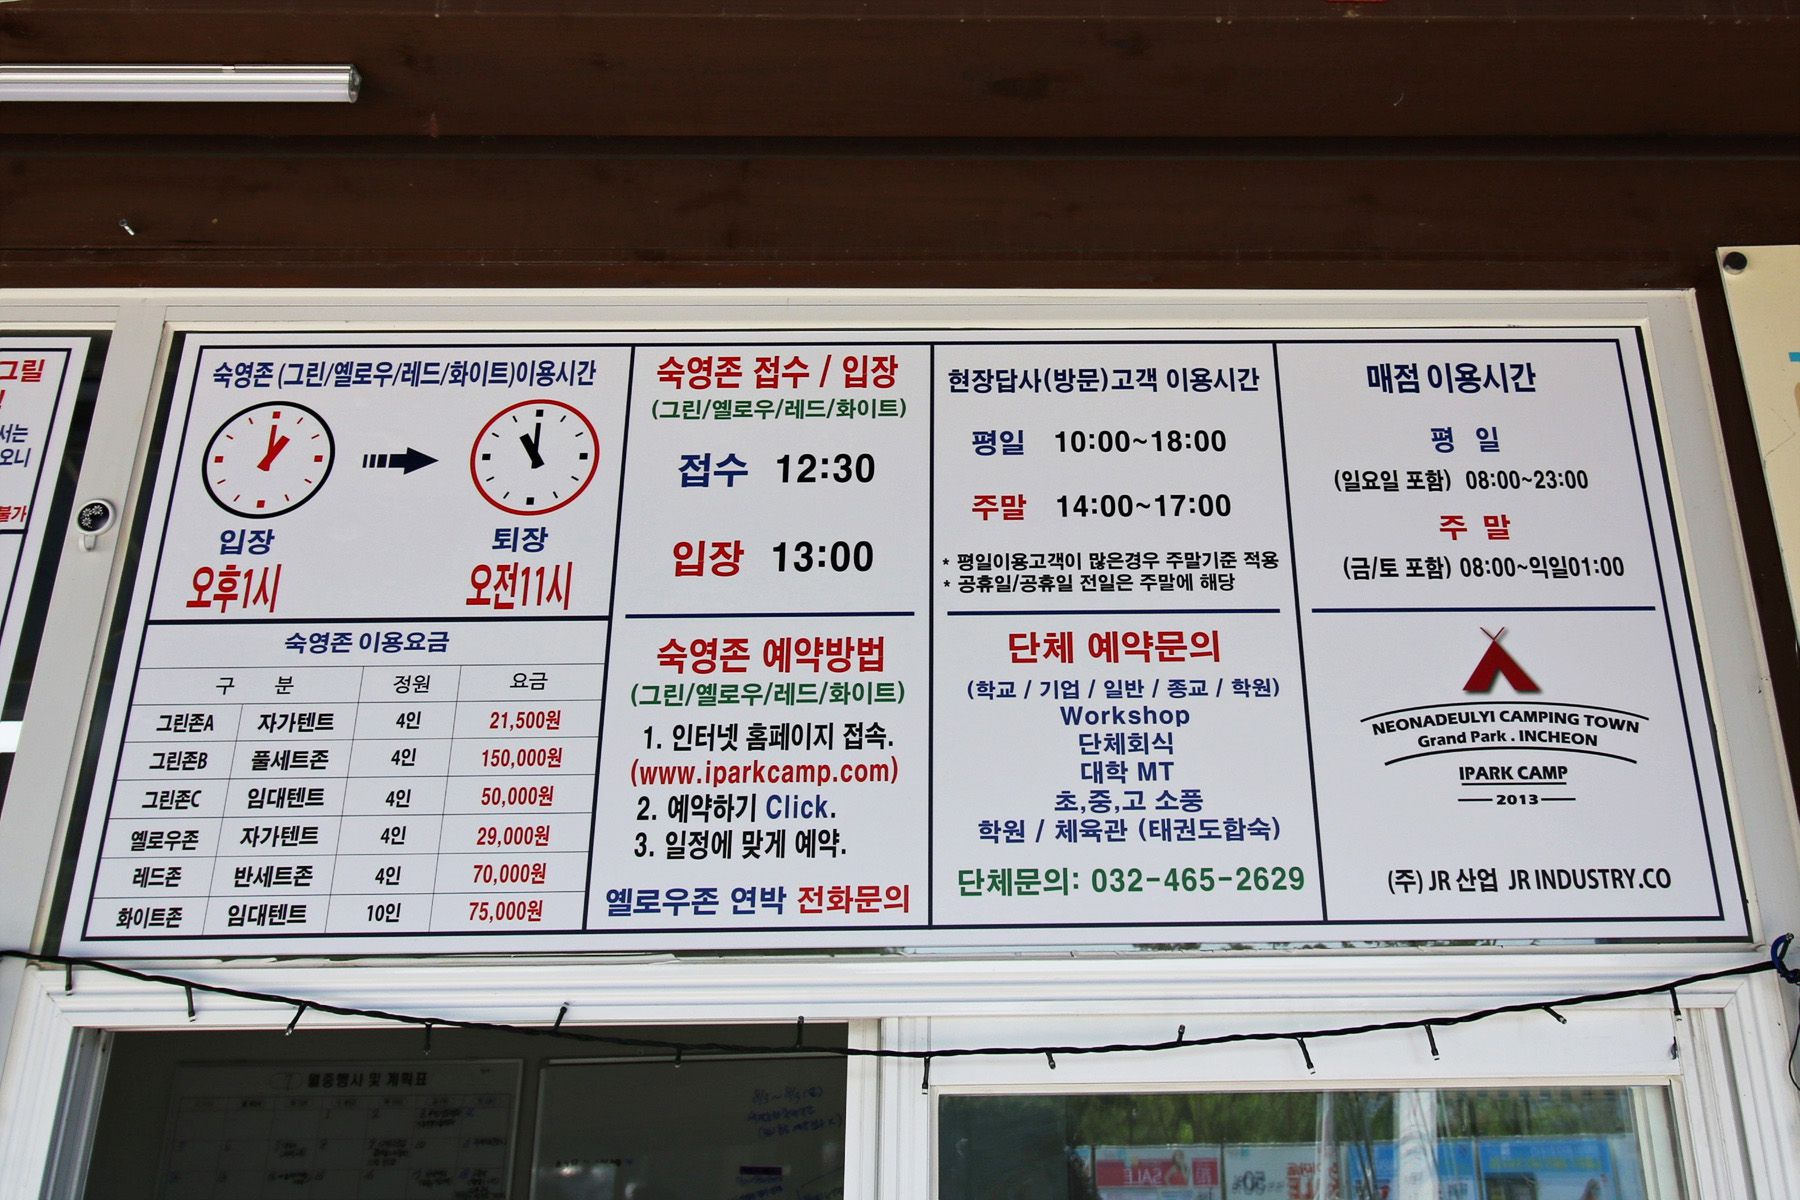 그릴
서는
오니
불가
숙영존 (그린/옐로우/레드/화이트)이용시간
입장
오후1시
퇴장
오전11시
숙영존 이용요금
구 분 정원 요금
그린존A 자가텐트 4인 21,500원
그린존B 풀세트존 4인 150,000원
그린존C 임대텐트 4인 50,000원
옐로우존 자가텐트 4인 29,000원
레드존 반세트존 4인 70,000원
화이트존 임대텐트 10인 75,000원
숙영존 접수 / 입장
(그린/옐로우/레드/화이트)
접수 12:30
입장 13:00
숙영존 예약방법
(그린/옐로우/레드/화이트)
1. 인터넷 홈페이지 접속.
(www.iparkcamp.com)
2. 예약하기 Click.
3. 일정에 맞게 예약.
옐로우존 연박 전화문의
현장답사(방문)고객 이용시간
평일 10:00~18:00
주말 14:00~17:00
* 평일이용고객이 많은경우 주말기준 적용
* 공휴일/공휴일 전일은 주말에 해당
단체 예약문의
(학교 / 기업 / 일반 / 종교 / 학원)
Workshop
단체회식
대학 MT
초,중,고 소풍
학원 / 체육관 (태권도합숙)
단체문의: 032-465-2629
매점 이용시간
평 일
(일요일 포함) 08:00~23:00
주 말
(금/토 포함) 08:00~익일01:00
NEONADEULYI CAMPING TOWN
Grand Park . INCHEON
IPARK CAMP
2013
(주) JR 산업 JR INDUSTRY.CO
월중행사 및 계획표
SALE
50%